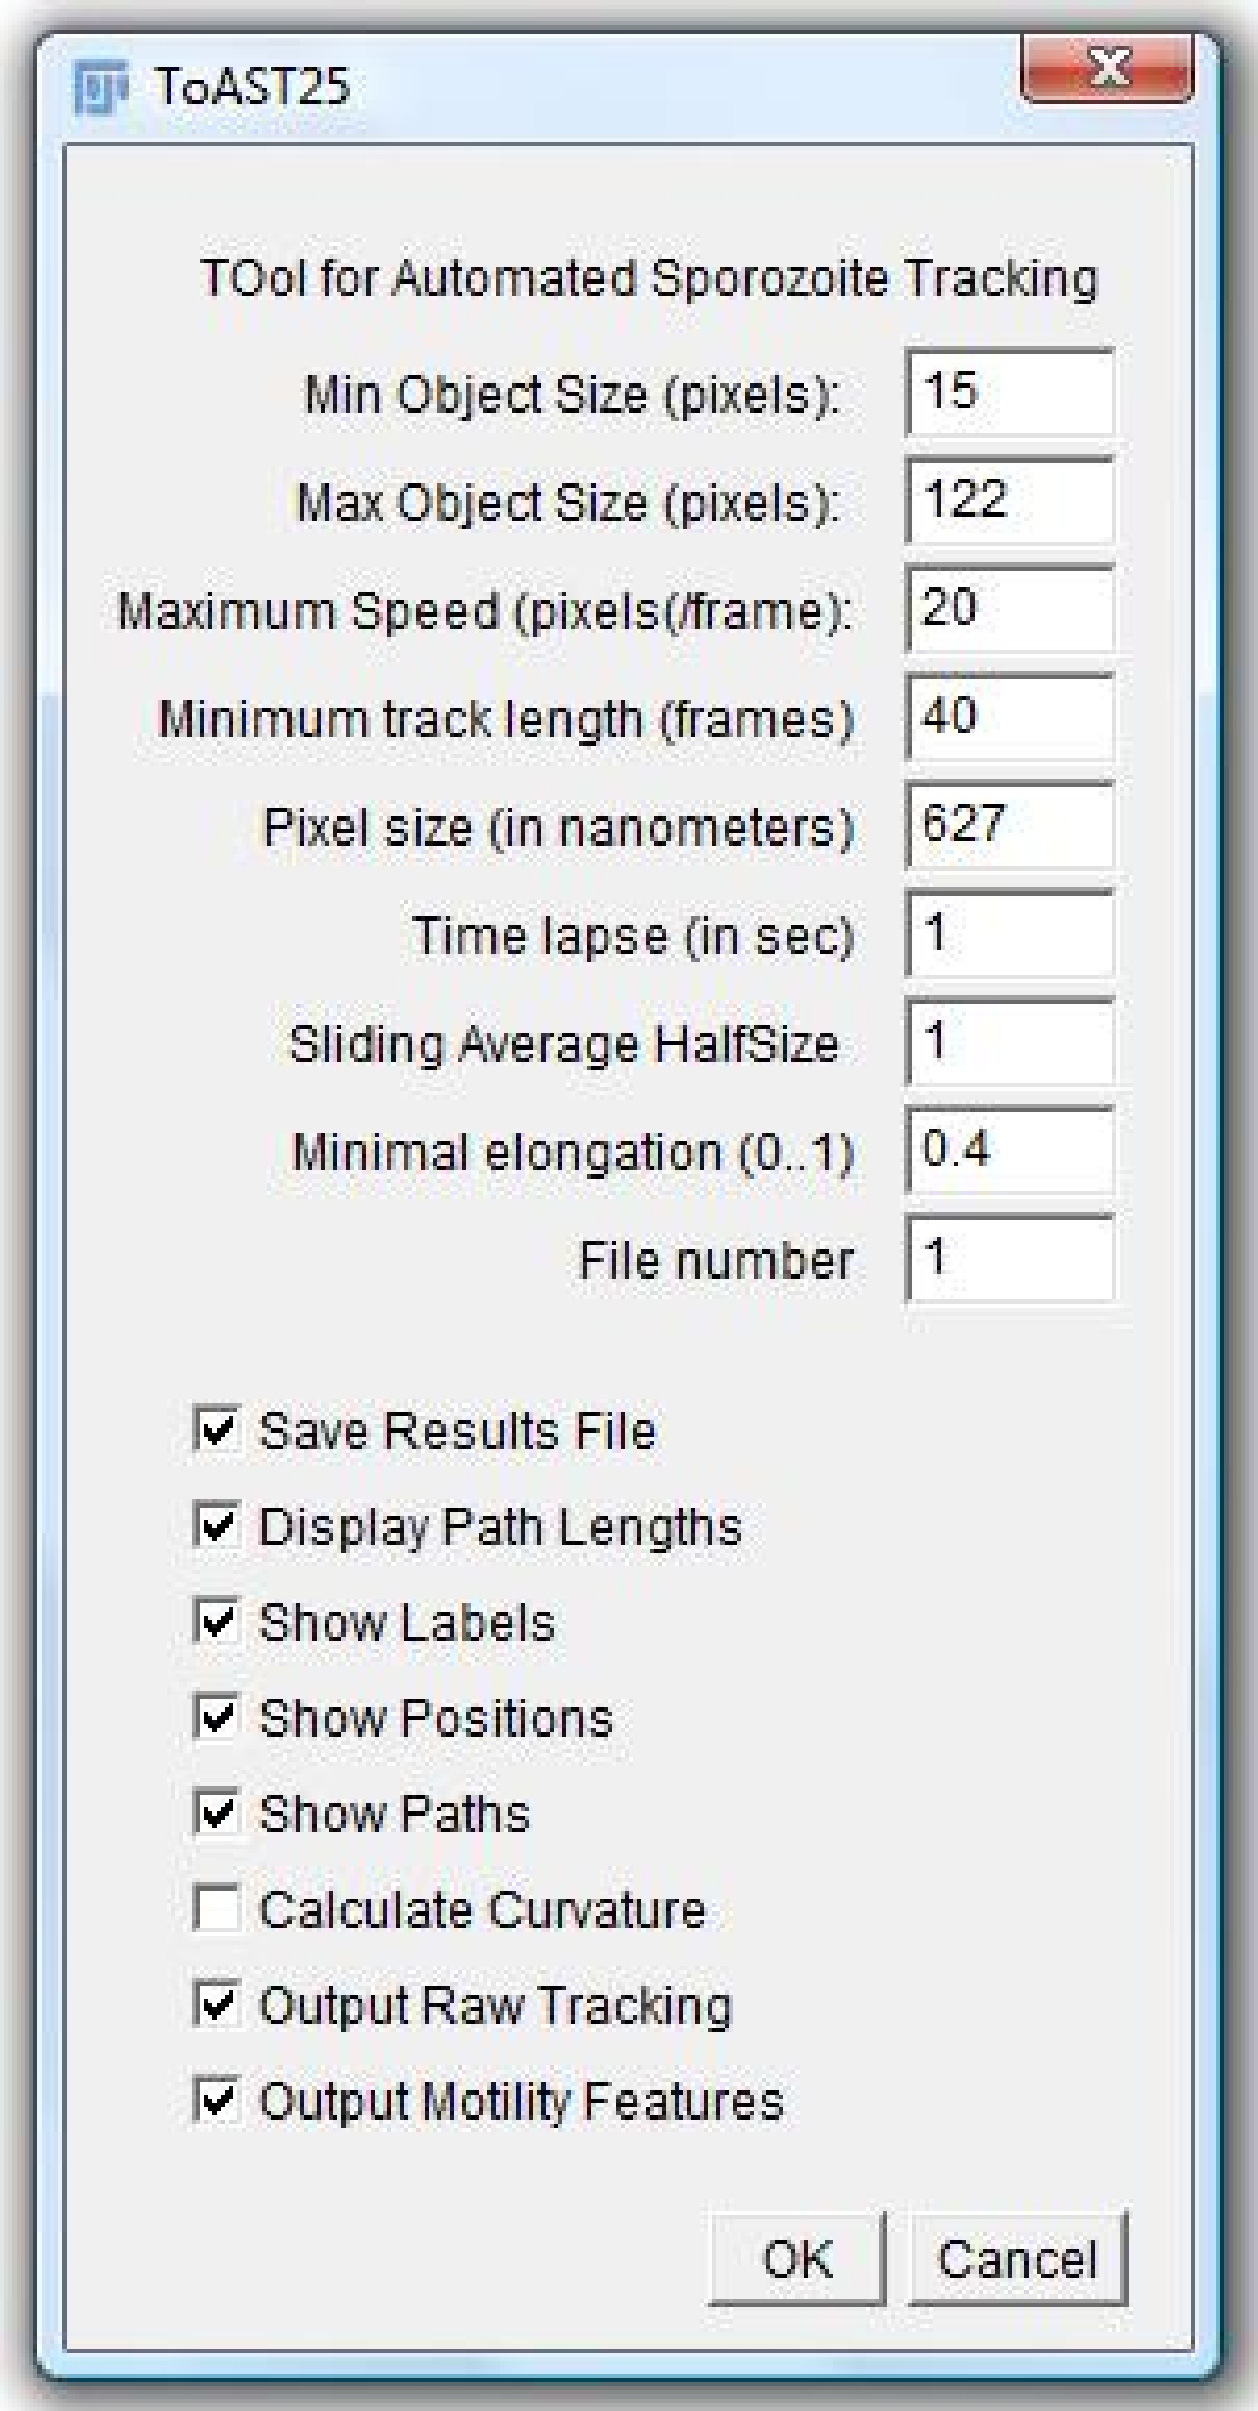 ToAST25
TOol for Automated Sporozoite Tracking
Min Object Size (pixels): 15
Max Object Size (pixels): 122
Maximum Speed (pixels(/frame): 20
Minimum track length (frames) 40
Pixel size (in nanometers) 627
Time lapse (in sec) 1
Sliding Average HalfSize 1
Minimal elongation (0..1) 0.4
File number 1
Save Results File
Display Path Lengths
Show Labels
Show Positions
Show Paths
Calculate Curvature
Output Raw Tracking
Output Motility Features
OK Cancel